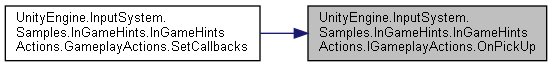 UnityEngine.InputSystem.
Samples.InGameHints.InGameHints
Actions.GameplayActions.SetCallbacks
UnityEngine.InputSystem.
Samples.InGameHints.InGameHints
Actions.IGameplayActions.OnPickUp